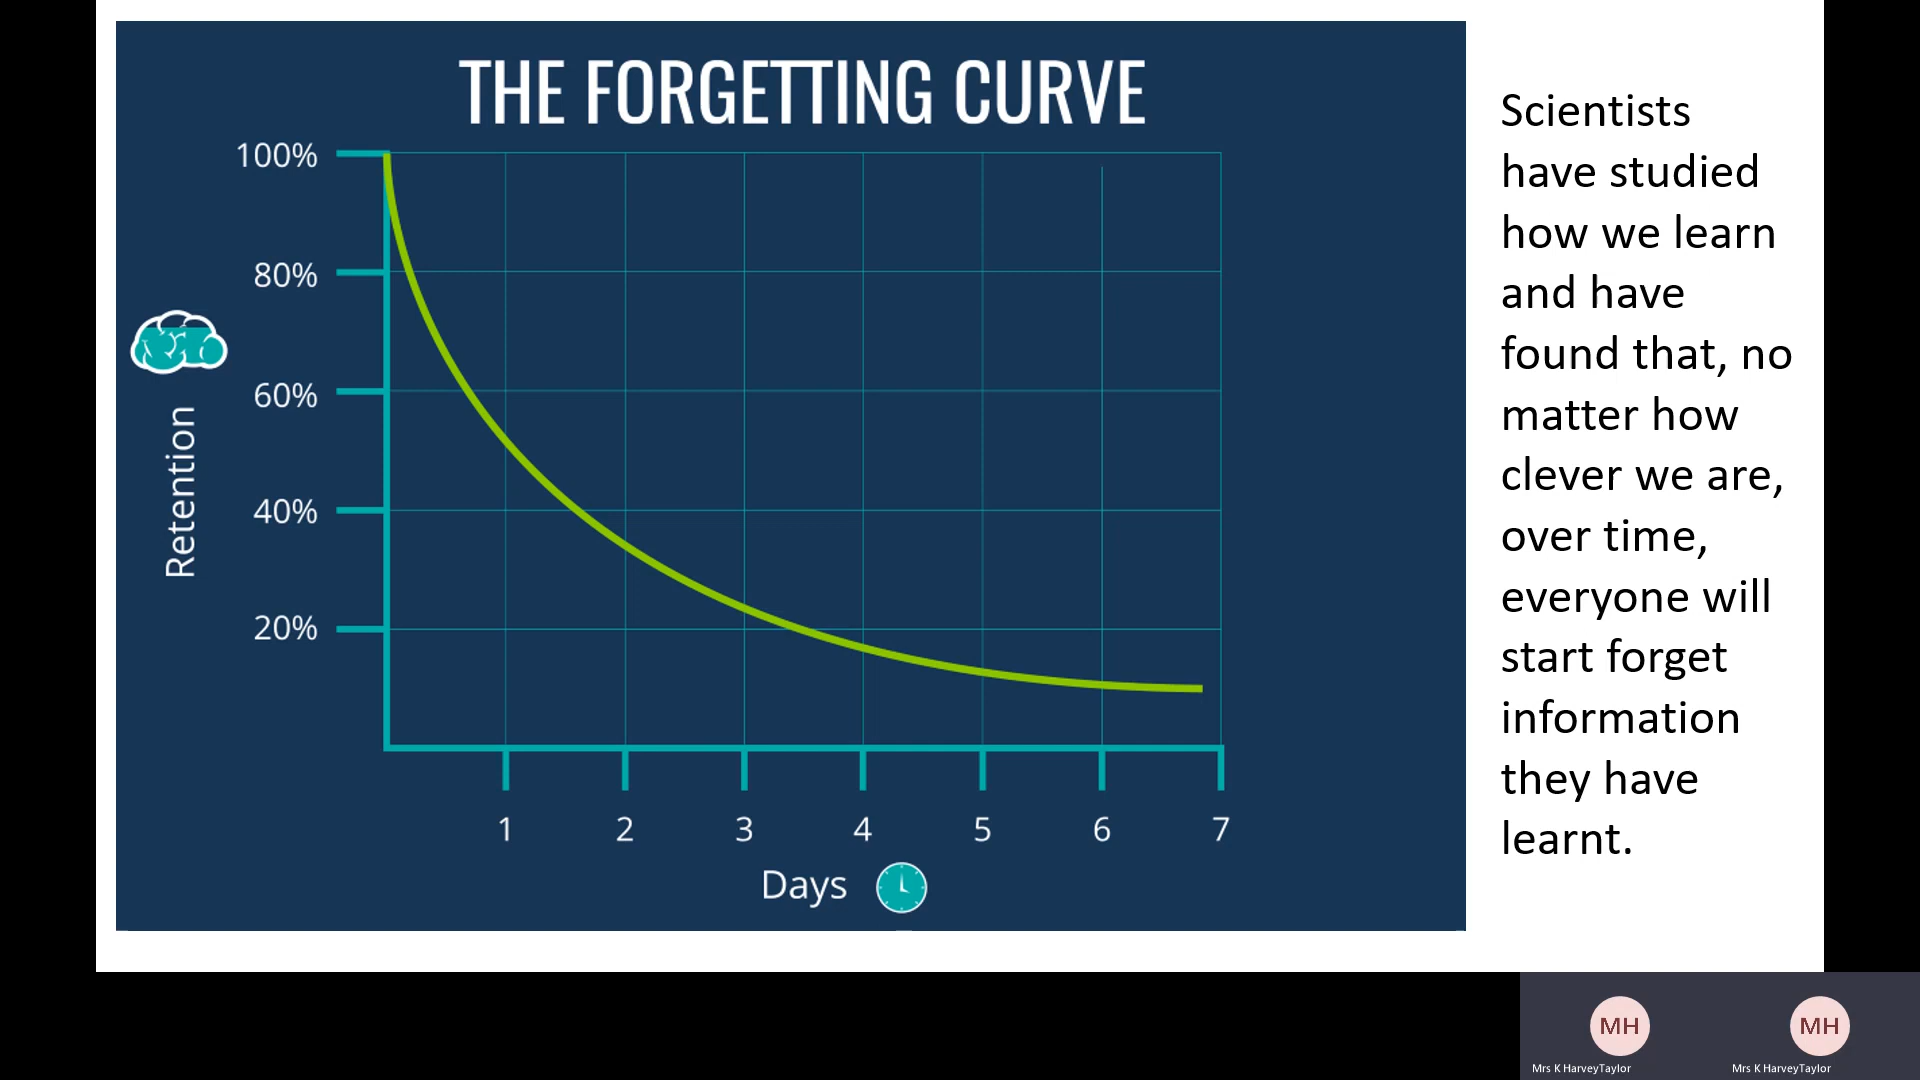 THE FORGETTING CURVE
100%
80%
60%
40%
20%
Retention
1 2 3 4 5 6 7
Days
Scientists
have studied
how we learn
and have
found that, no
matter how
clever we are,
over time,
everyone will
start forget
information
they have
learnt.
MH MH
Mrs K HarveyTaylor Mrs K HarveyTaylor